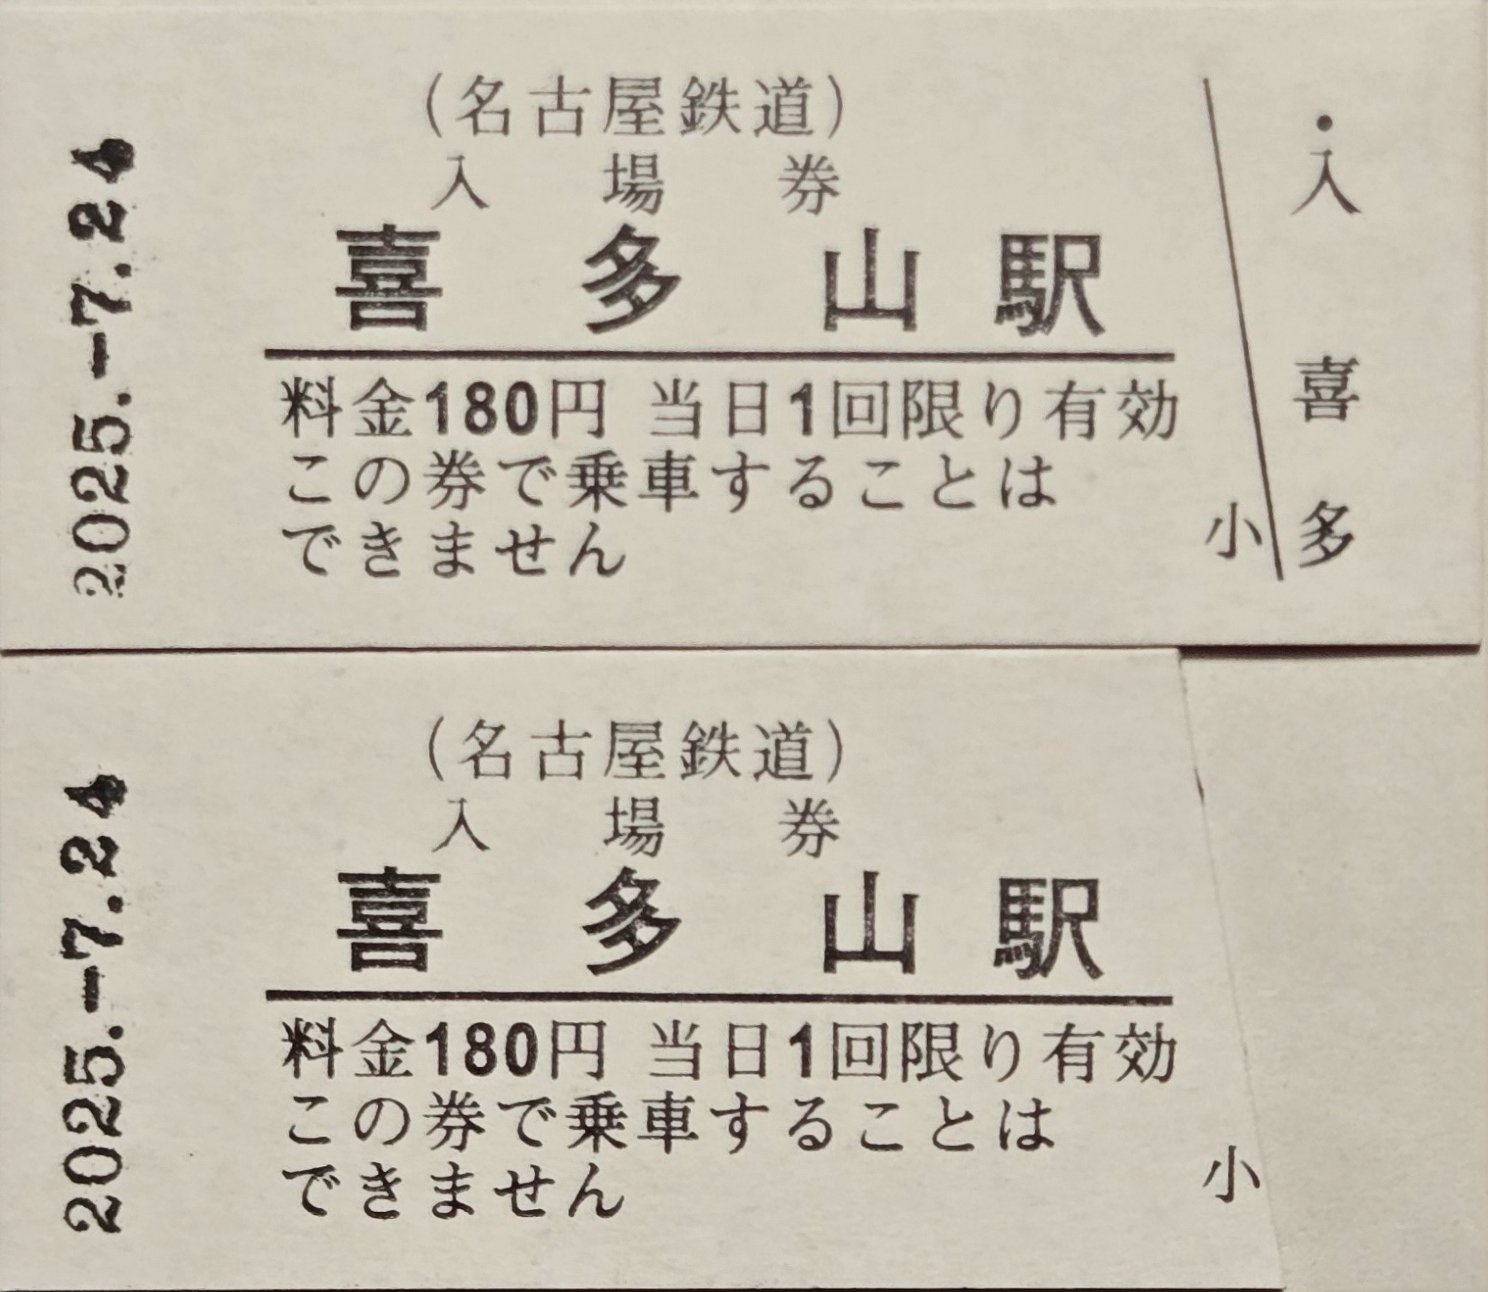 2025.-7.24
（名古屋鉄道）
入場券
喜多山駅
料金180円 当日1回限り有効
この券で乗車することは
できません
小
・入
喜多
2025.-7.24
（名古屋鉄道）
入場券
喜多山駅
料金180円 当日1回限り有効
この券で乗車することは
できません
小